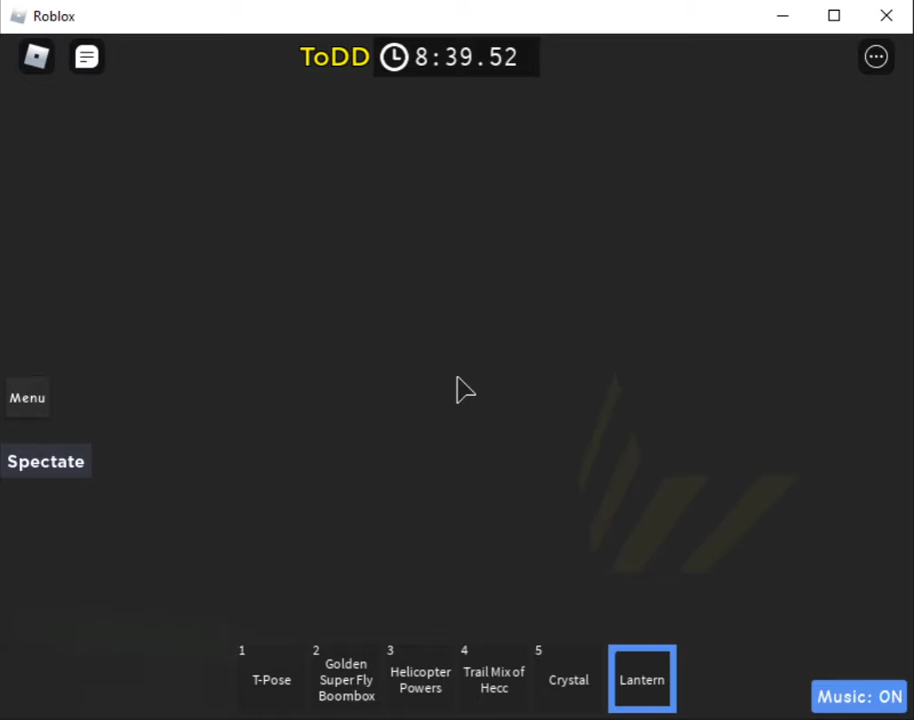 Roblox
ToDD 8:39.52
Menu
Spectate
1 T-Pose
2 Golden
Super Fly
Boombox
3 Helicopter
Powers
4 Trail Mix of
Hecc
5 Crystal
Lantern
Music: ON